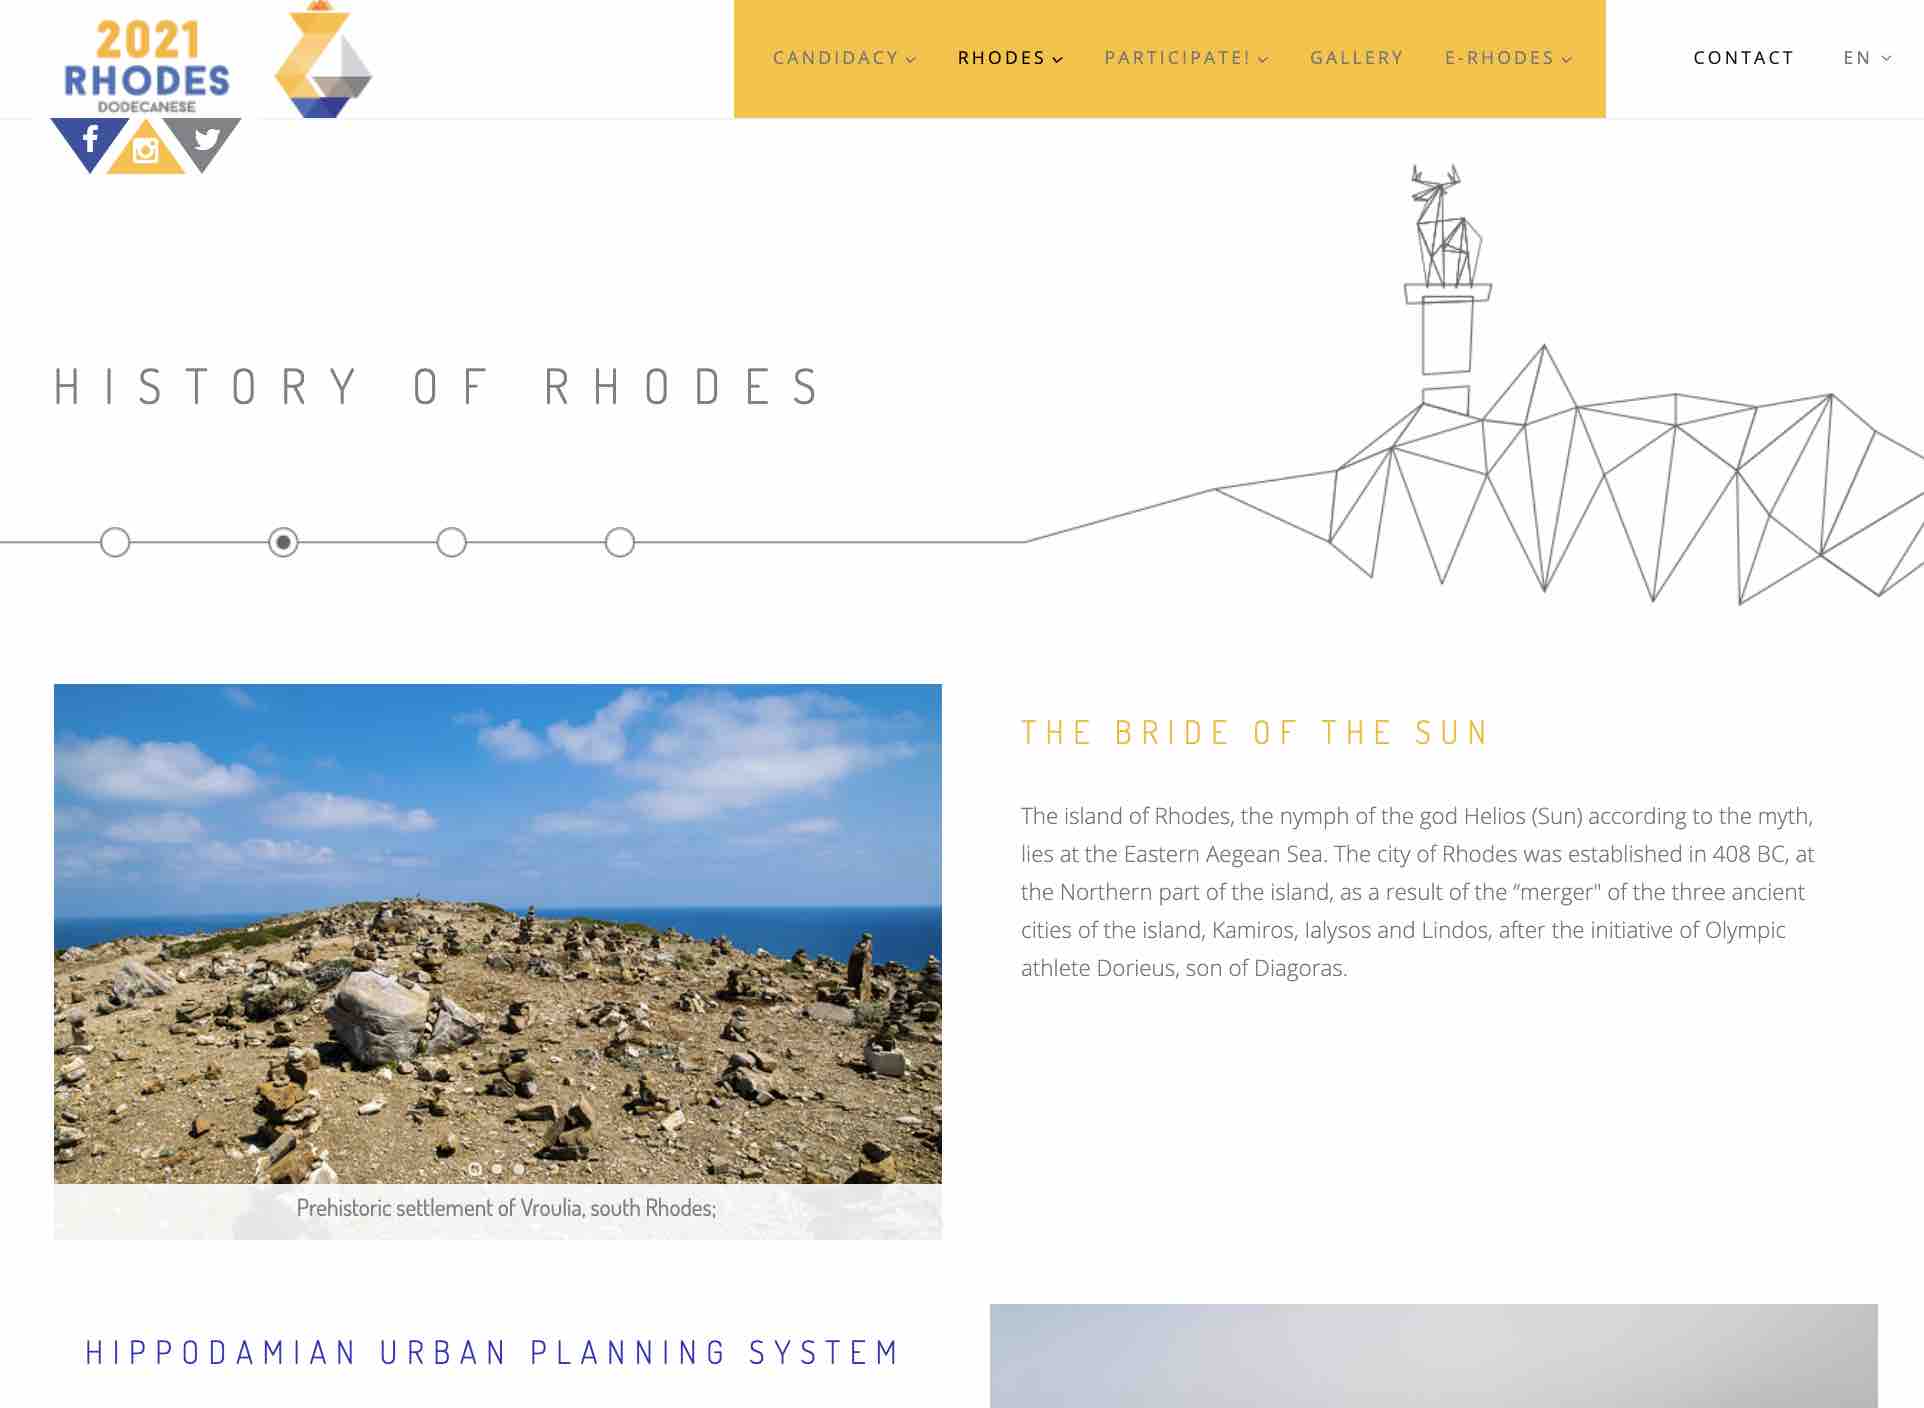 2021
RHODES
DODECANESE
CANDIDACY
RHODES
PARTICIPATE!
GALLERY
E-RHODES
CONTACT
EN
HISTORY OF RHODES
THE BRIDE OF THE SUN
The island of Rhodes, the nymph of the god Helios (Sun) according to the myth,
lies at the Eastern Aegean Sea. The city of Rhodes was established in 408 BC, at
the Northern part of the island, as a result of the “merger" of the three ancient
cities of the island, Kamiros, Ialysos and Lindos, after the initiative of Olympic
athlete Dorieus, son of Diagoras.
Prehistoric settlement of Vroulia, south Rhodes;
HIPPODAMIAN URBAN PLANNING SYSTEM